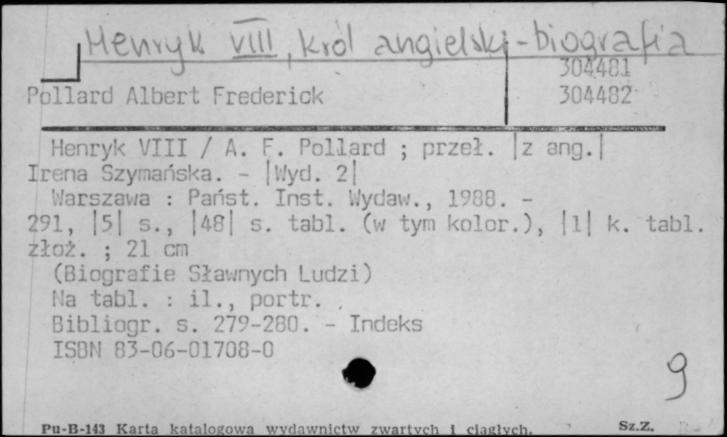 Henryk VIII, król angielski - biografia
304481
Pollard Albert Frederick 304482
Henryk VIII / A. F. Pollard ; przeł. |z ang.|
Irena Szymańska. - |Wyd. 2|
Warszawa : Państ. Inst. Wydaw., 1988. -
291, |5| s., |48| s. tabl. (w tym kolor.), |1| k. tabl.
złoż. ; 21 cm
(Biografie Sławnych Ludzi)
Na tabl. : il., portr.
Bibliogr. s. 279-280. - Indeks
ISBN 83-06-01708-0
9
Pu-B-143 Karta katalogowa wydawnictw zwartych i ciągłych. Sz.Z.